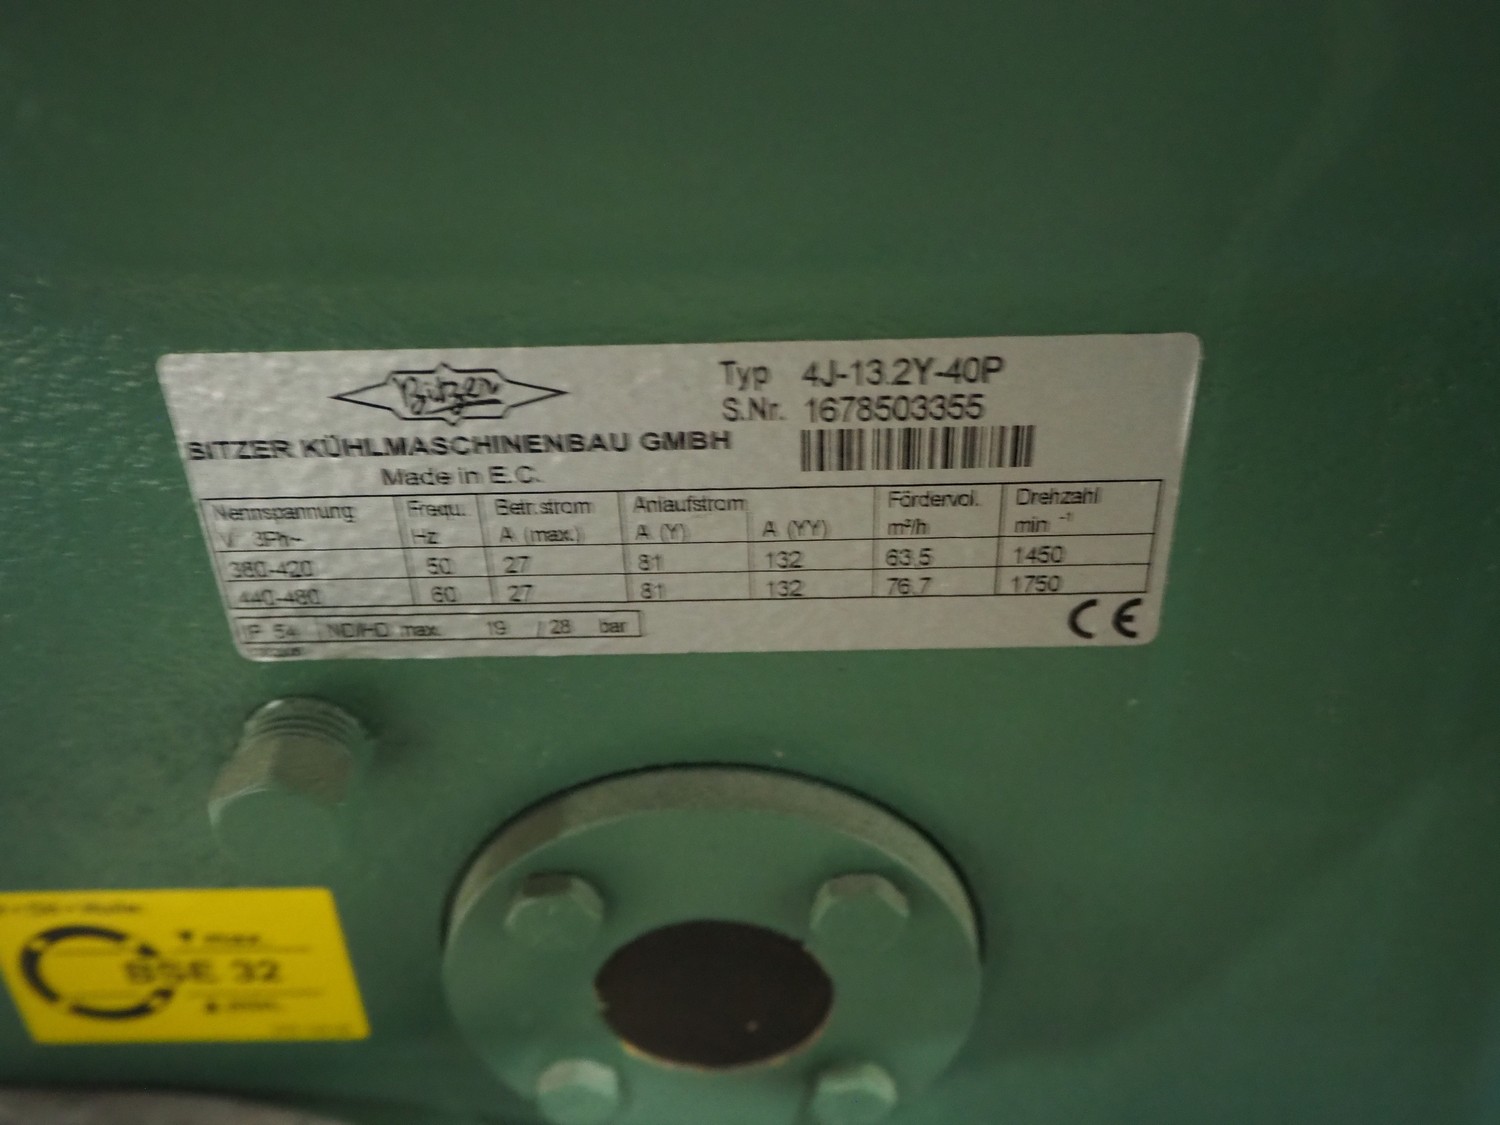 Bitzer
BITZER KÜHLMASCHINENBAU GMBH
Made in E.C.
Typ 4J-13.2Y-40P
S.Nr. 1678503355
Nennspannung Frequ. Betr.strom Anlaufstrom Fördervol. Drehzahl
V 3Ph~ Hz A (max.) A (Y) A (YY) m³/h min -1
380-420 50 27 81 132 63.5 1450
440-480 60 27 81 132 76.7 1750
IP 54 ND/HD max. 19 / 28 bar
CE
max.
BSE 32